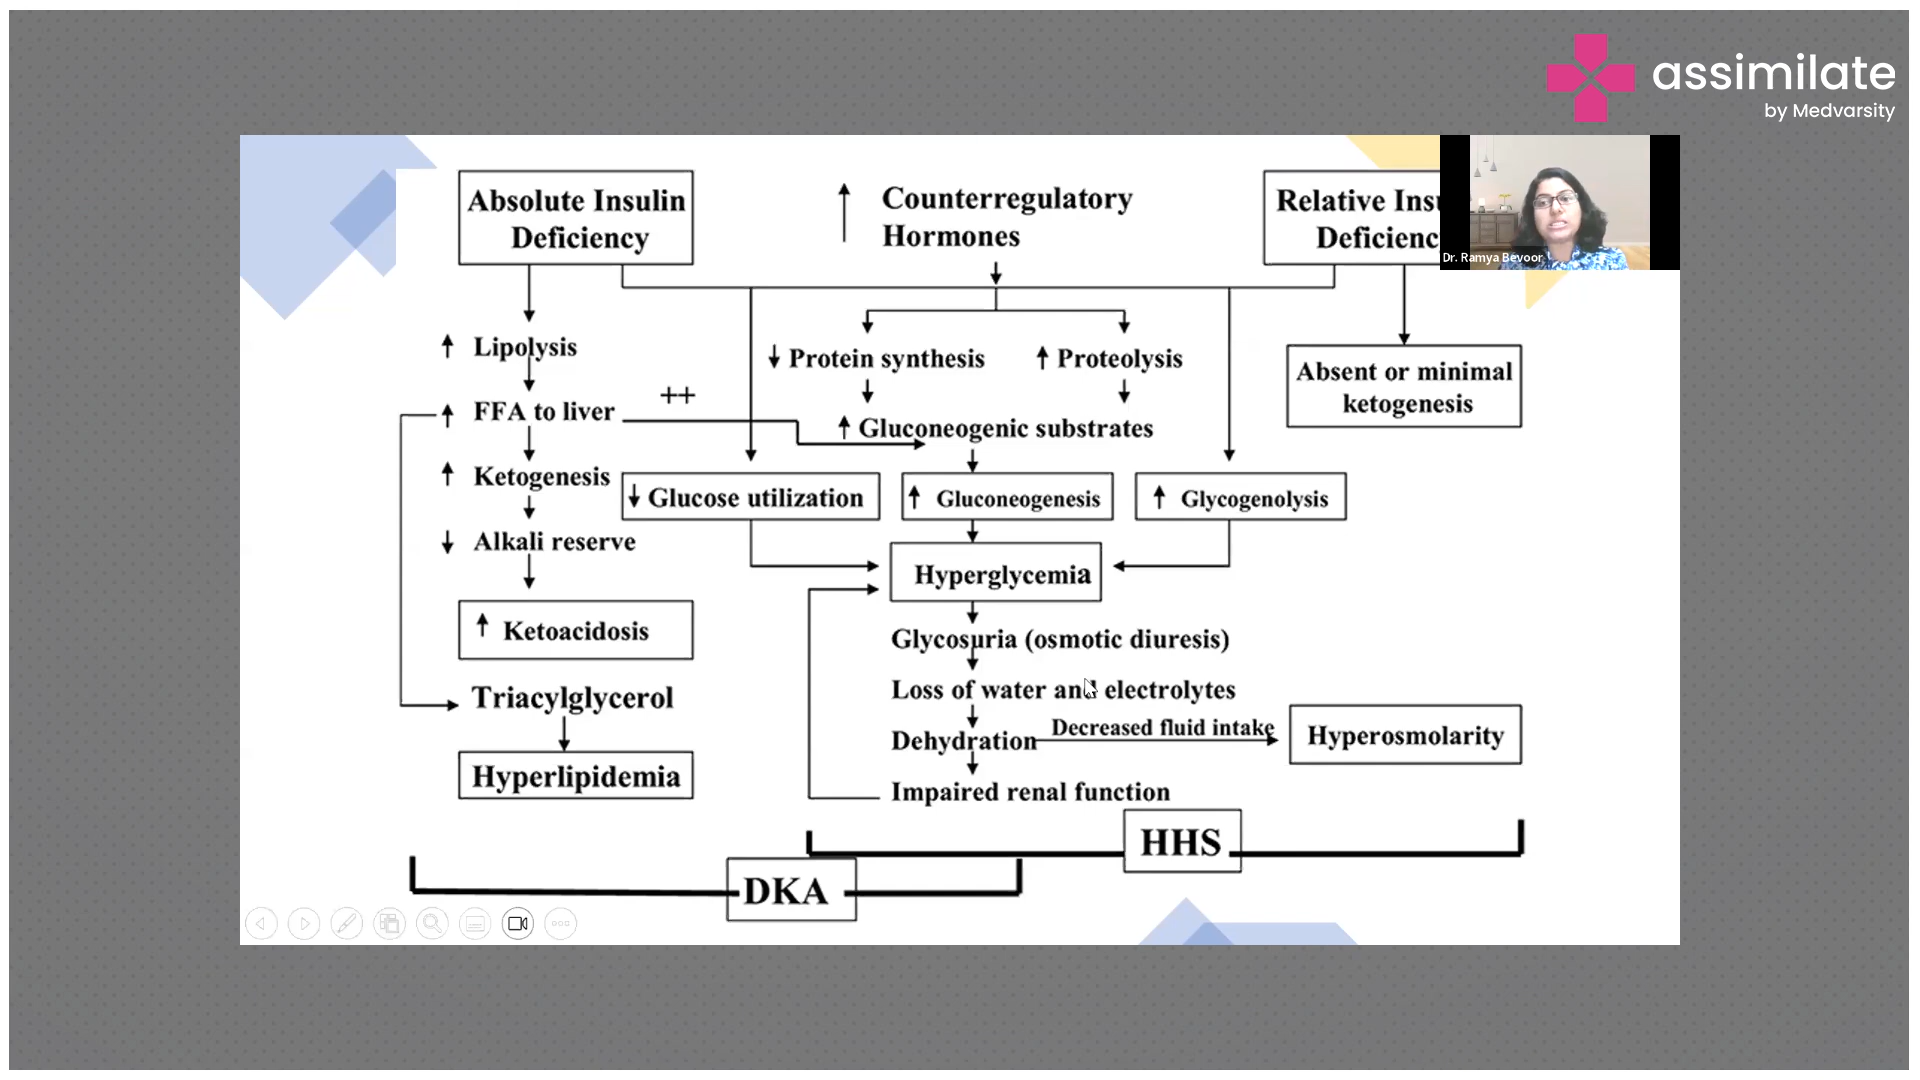 assimilate
by Medvarsity
Dr. Ramya Bevoor
Absolute Insulin
Deficiency
↑ Counterregulatory
Hormones
Relative
↑ Lipolysis
↓ Protein synthesis
↑ Proteolysis
Absent or minimal
ketogenesis
++
↑ FFA to liver
↑ Gluconeogenic substrates
↑ Ketogenesis
↓ Glucose utilization
↑ Gluconeogenesis
↑ Glycogenolysis
↓ Alkali reserve
Hyperglycemia
↑ Ketoacidosis
Glycosuria (osmotic diuresis)
Triacylglycerol
Loss of water and electrolytes
Decreased fluid intake
Dehydration
Hyperosmolarity
Hyperlipidemia
Impaired renal function
HHS
DKA